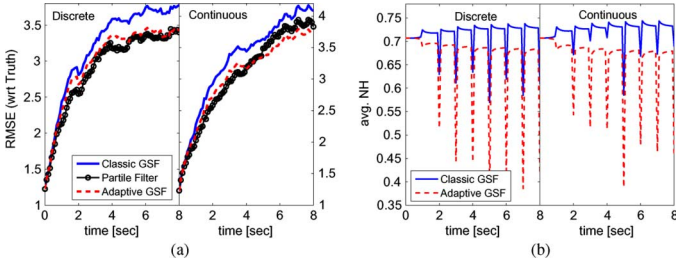 Discrete
Continuous
RMSE (wrt Truth)
3.5
3
2.5
2
1.5
1
4
3.5
3
2.5
2
1.5
1
Classic GSF
Partile Filter
Adaptive GSF
0 2 4 6 8
2 4 6 8
time [sec]
time [sec]
(a)
Discrete
Continuous
avg. NH
0.75
0.7
0.65
0.6
0.55
0.5
0.45
0.4
0.35
Classic GSF
Adaptive GSF
0 2 4 6 8
2 4 6 8
time [sec]
time [sec]
(b)